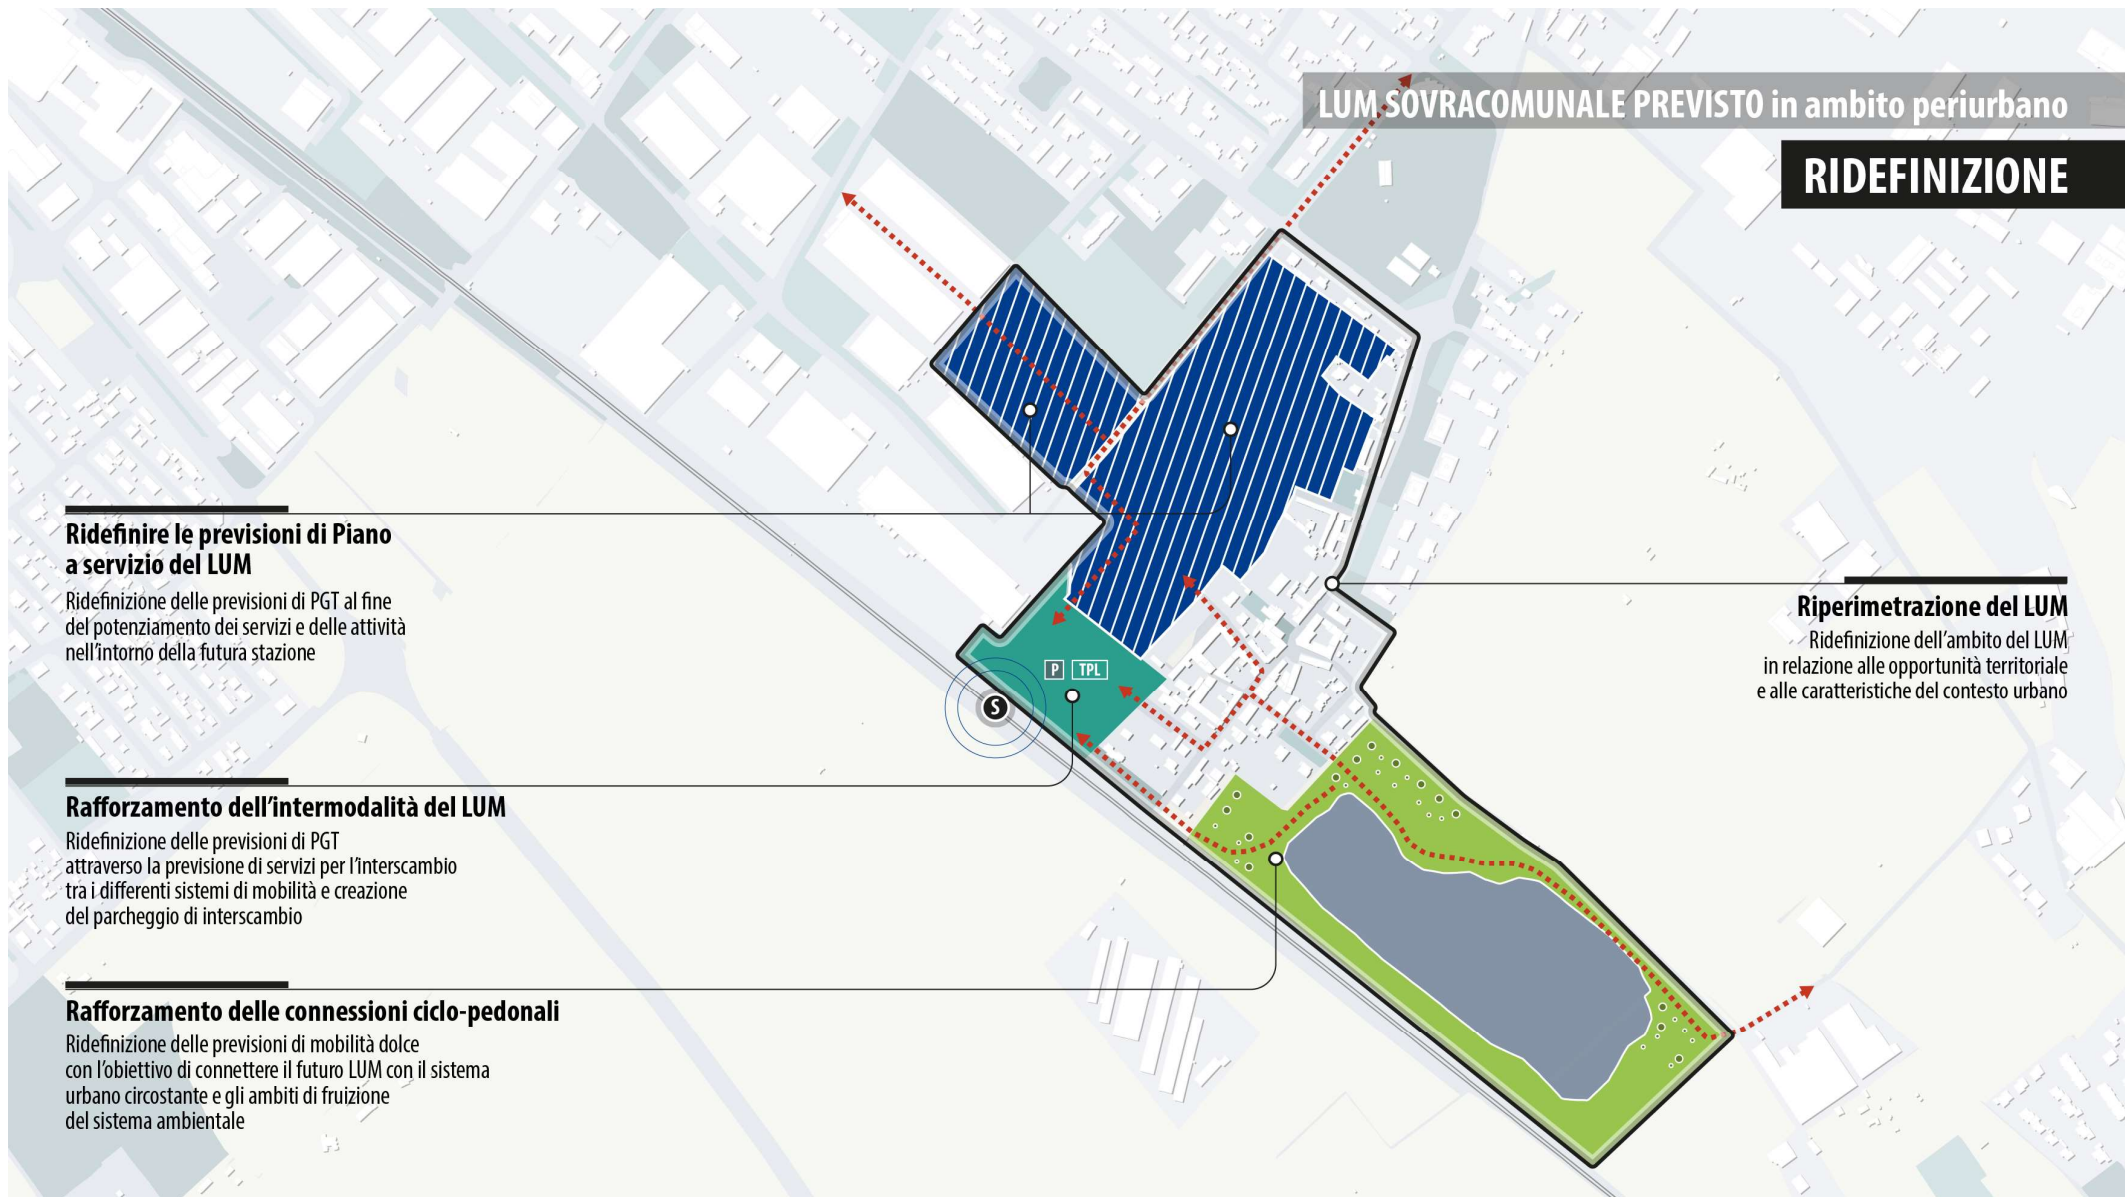 LUM SOVRACOMUNALE PREVISTO in ambito periurbano
RIDEFINIZIONE
Ridefinire le previsioni di Piano
a servizio del LUM
Ridefinizione delle previsioni di PGT al fine
del potenziamento dei servizi e delle attività
nell'intorno della futura stazione
Riperimetrazione del LUM
Ridefinizione dell'ambito del LUM
in relazione alle opportunità territoriale
e alle caratteristiche del contesto urbano
P TPL
S
Rafforzamento dell'intermodalità del LUM
Ridefinizione delle previsioni di PGT
attraverso la previsione di servizi per l'interscambio
tra i differenti sistemi di mobilità e creazione
del parcheggio di interscambio
Rafforzamento delle connessioni ciclo-pedonali
Ridefinizione delle previsioni di mobilità dolce
con l'obiettivo di connettere il futuro LUM con il sistema
urbano circostante e gli ambiti di fruizione
del sistema ambientale